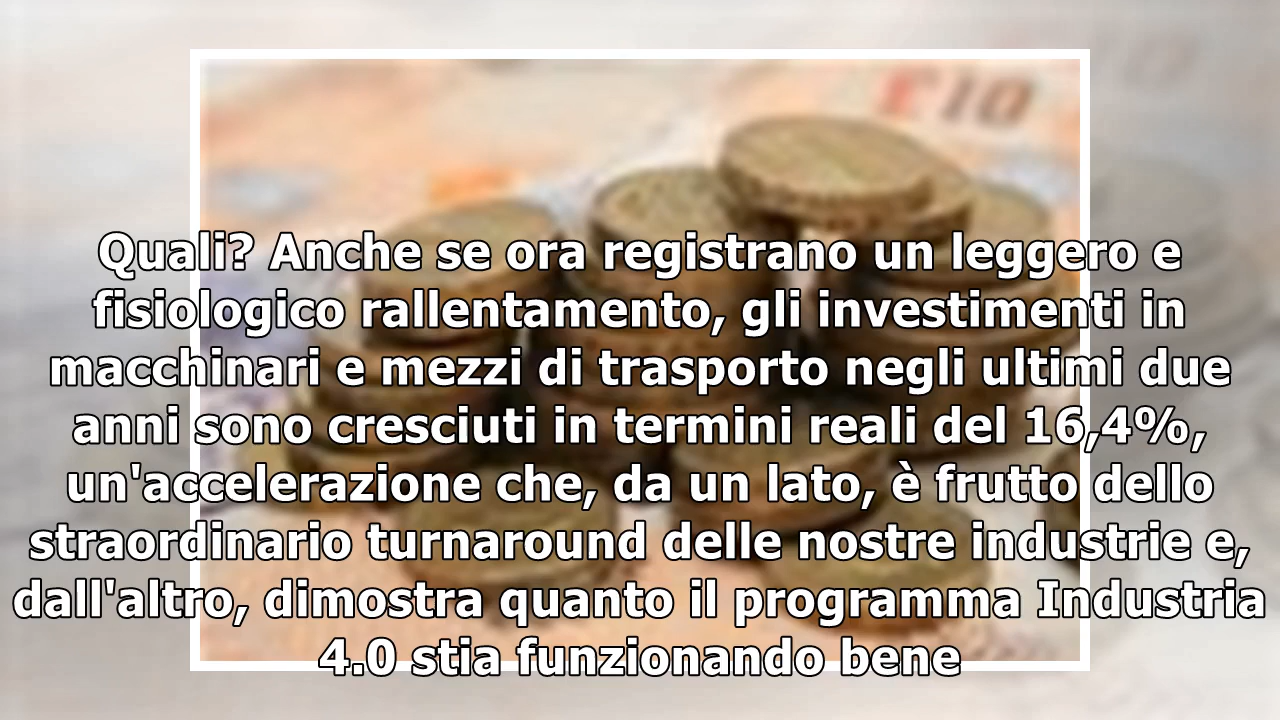 £10
Quali? Anche se ora registrano un leggero e
fisiologico rallentamento, gli investimenti in
macchinari e mezzi di trasporto negli ultimi due
anni sono cresciuti in termini reali del 16,4%,
un'accelerazione che, da un lato, è frutto dello
straordinario turnaround delle nostre industrie e,
dall'altro, dimostra quanto il programma Industria
4.0 stia funzionando bene